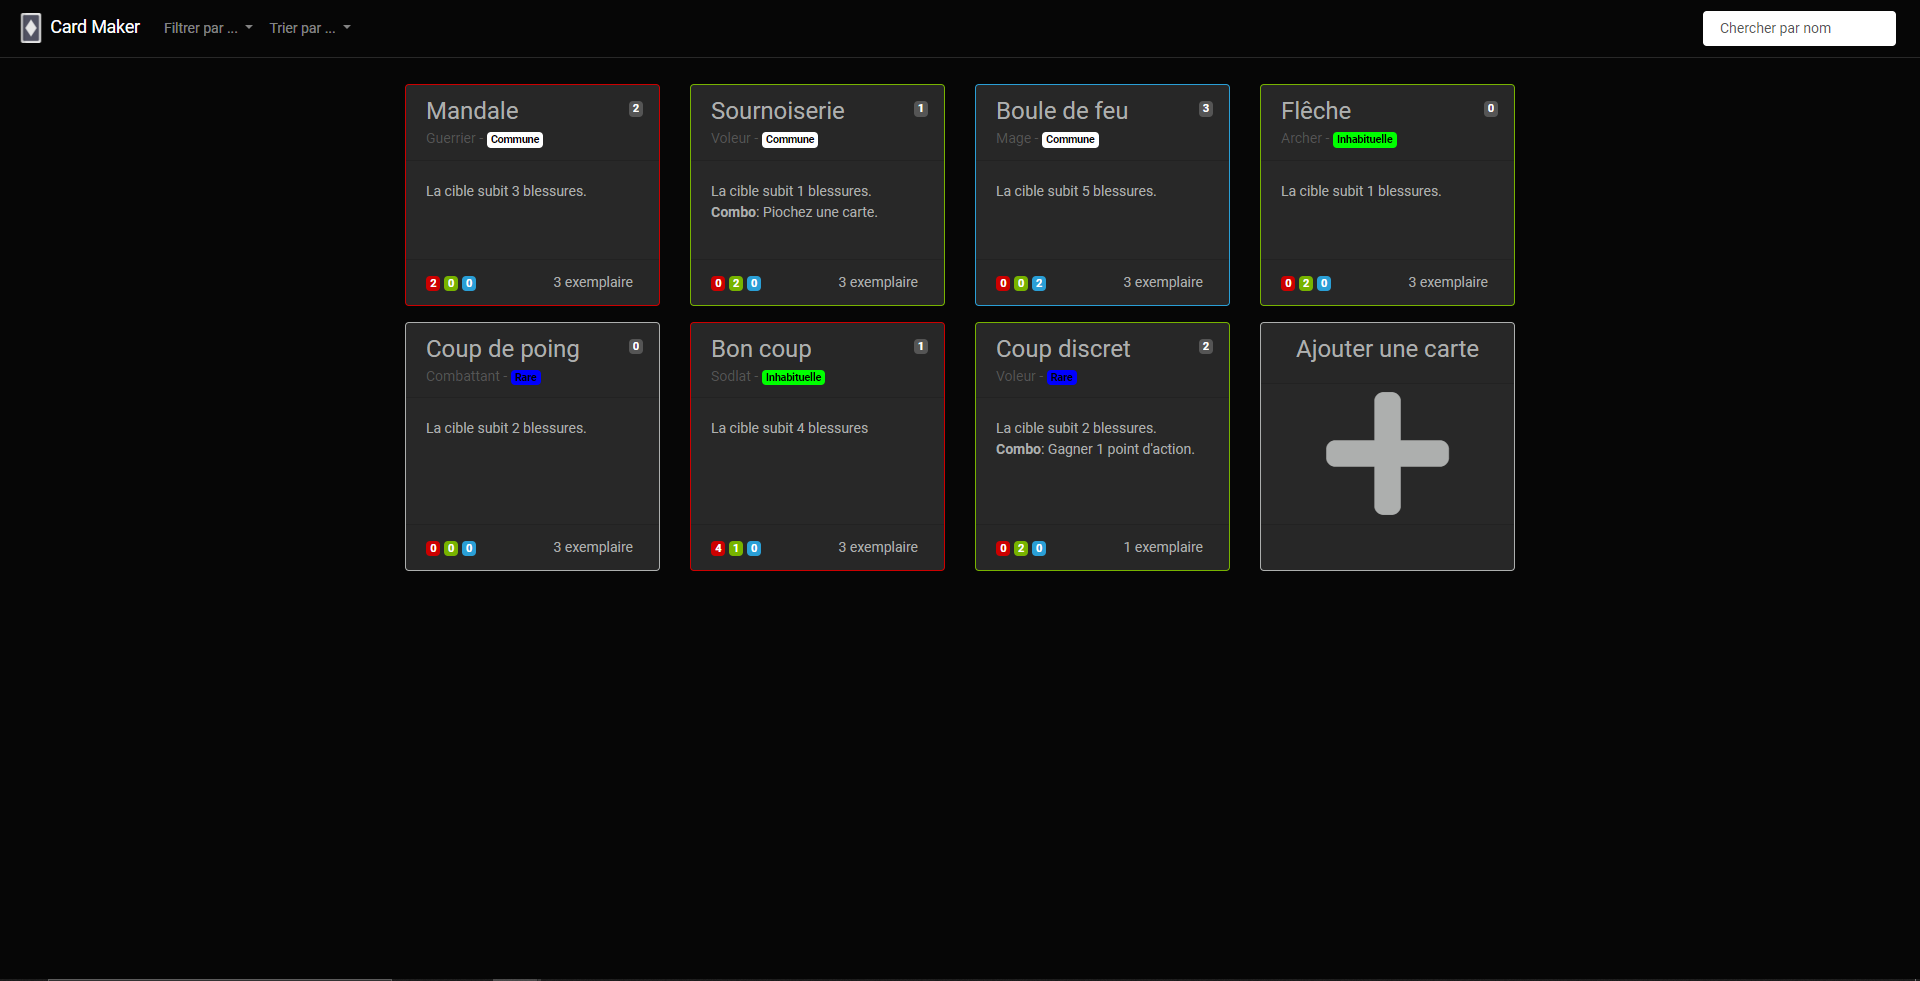 Card Maker
Filtrer par ...
Trier par ...
Chercher par nom
Mandale
2
Guerrier - Commune
La cible subit 3 blessures.
2 0 0
3 exemplaire
Sournoiserie
1
Voleur - Commune
La cible subit 1 blessures.
Combo: Piochez une carte.
0 2 0
3 exemplaire
Boule de feu
3
Mage - Commune
La cible subit 5 blessures.
0 0 2
3 exemplaire
Flêche
0
Archer - Inhabituelle
La cible subit 1 blessures.
0 2 0
3 exemplaire
Coup de poing
0
Combattant - Rare
La cible subit 2 blessures.
0 0 0
3 exemplaire
Bon coup
1
Sodlat - Inhabituelle
La cible subit 4 blessures
4 1 0
3 exemplaire
Coup discret
2
Voleur - Rare
La cible subit 2 blessures.
Combo: Gagner 1 point d'action.
0 2 0
1 exemplaire
Ajouter une carte